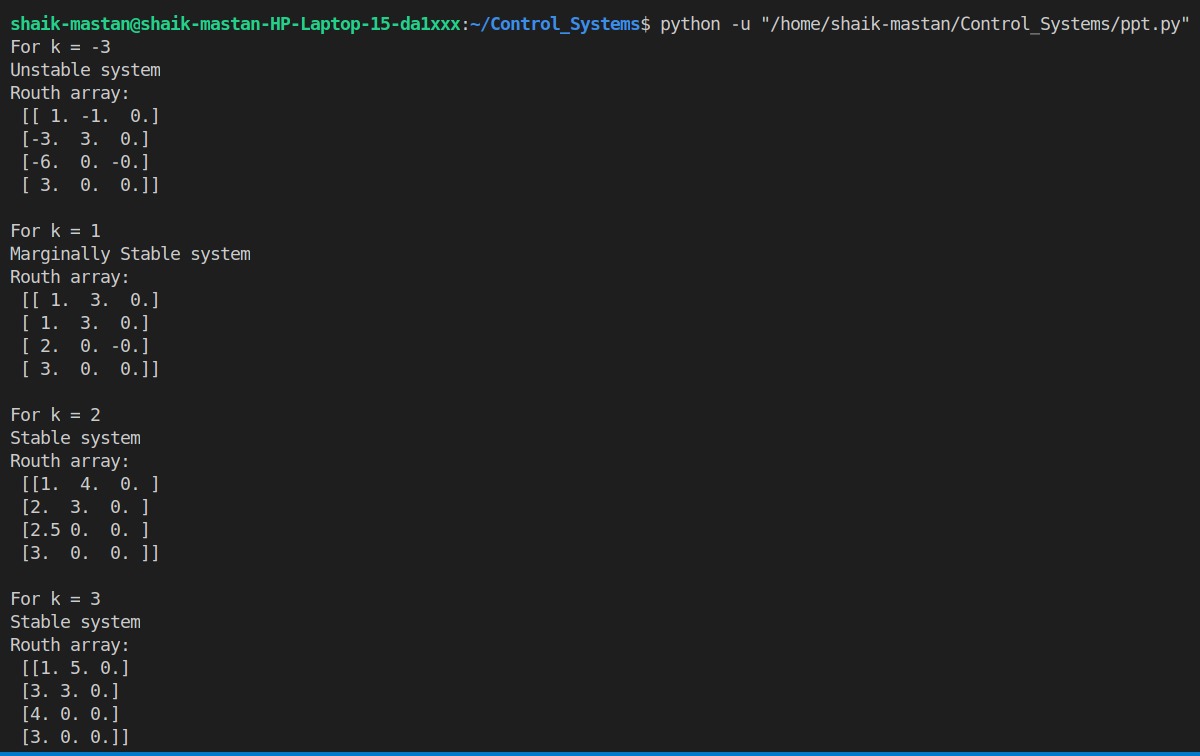 shaik-mastan@shaik-mastan-HP-Laptop-15-da1xxx:~/Control_Systems$ python -u "/home/shaik-mastan/Control_Systems/ppt.py"
For k = -3
Unstable system
Routh array:
 [[ 1. -1.  0.]
 [-3.  3.  0.]
 [-6.  0. -0.]
 [ 3.  0.  0.]]

For k = 1
Marginally Stable system
Routh array:
 [[ 1.  3.  0.]
 [ 1.  3.  0.]
 [ 2.  0. -0.]
 [ 3.  0.  0.]]

For k = 2
Stable system
Routh array:
 [[1.  4.  0. ]
 [2.  3.  0. ]
 [2.5 0.  0. ]
 [3.  0.  0. ]]

For k = 3
Stable system
Routh array:
 [[1. 5. 0.]
 [3. 3. 0.]
 [4. 0. 0.]
 [3. 0. 0.]]